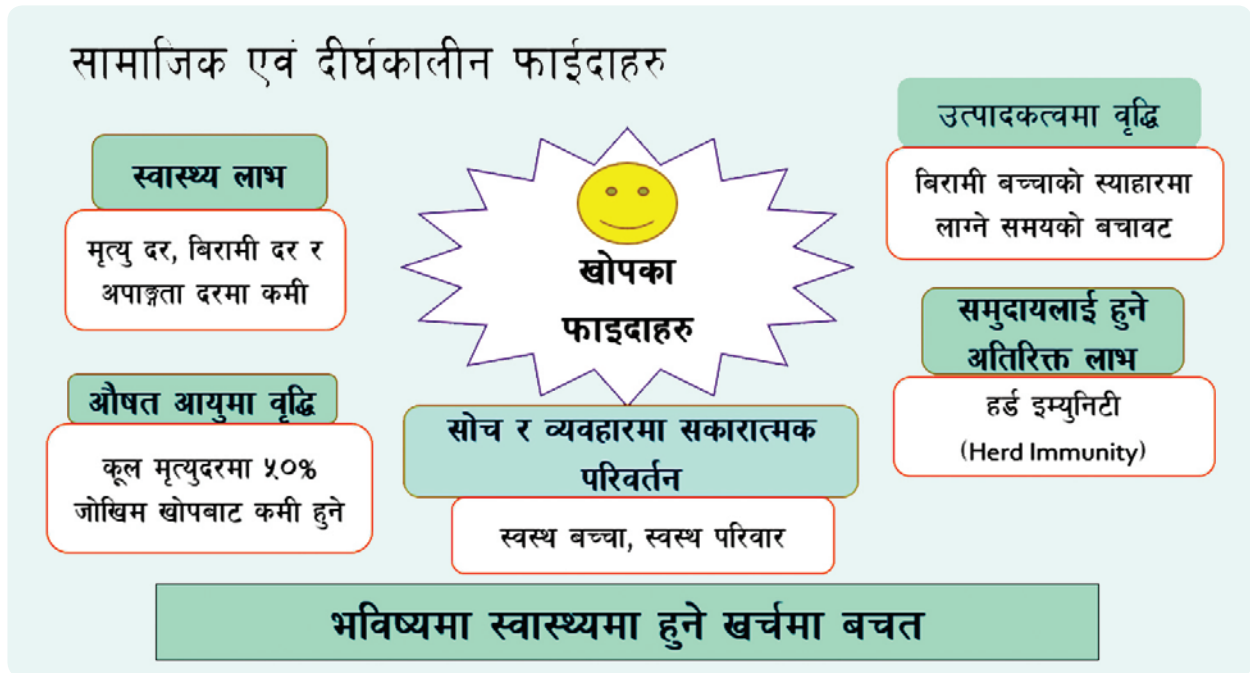 सामाजिक एवं दीर्घकालीन फाईदाहरु
स्वास्थ्य लाभ
मृत्यु दर, बिरामी दर र
अपाङ्गता दरमा कमी
औषत आयुमा वृद्धि
कूल मृत्युदरमा ५०%
जोखिम खोपबाट कमी हुने
खोपका
फाइदाहरु
सोच र व्यवहारमा सकारात्मक
परिवर्तन
स्वस्थ बच्चा, स्वस्थ परिवार
उत्पादकत्वमा वृद्धि
बिरामी बच्चाको स्याहारमा
लाग्ने समयको बचावट
समुदायलाई हुने
अतिरिक्त लाभ
हर्ड इम्युनिटी
(Herd Immunity)
भविष्यमा स्वास्थ्यमा हुने खर्चमा बचत